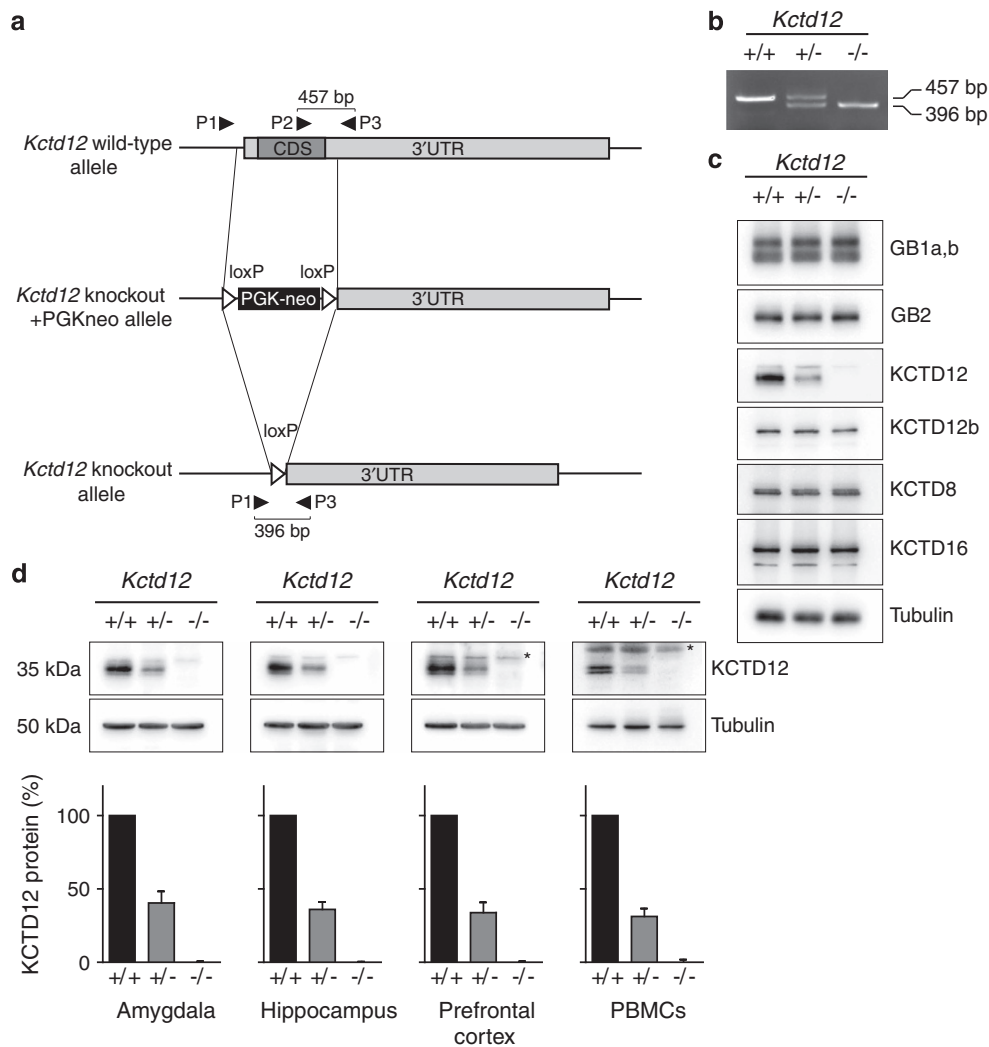 a
457 bp
P1 P2 P3
Kctd12 wild-type
allele
CDS
3′UTR
loxP loxP
Kctd12 knockout
+PGKneo allele
PGK-neo
3′UTR
loxP
Kctd12 knockout
allele
3′UTR
P1 P3
396 bp
b
Kctd12
+/+ +/- -/-
457 bp
396 bp
c
Kctd12
+/+ +/- -/-
GB1a,b
GB2
KCTD12
KCTD12b
KCTD8
KCTD16
Tubulin
d
Kctd12 Kctd12 Kctd12 Kctd12
+/+ +/- -/- +/+ +/- -/- +/+ +/- -/- +/+ +/- -/-
35 kDa * * KCTD12
50 kDa Tubulin
KCTD12 protein (%)
100
50
0
+/+ +/- -/- +/+ +/- -/- +/+ +/- -/- +/+ +/- -/-
Amygdala Hippocampus Prefrontal PBMCs
cortex